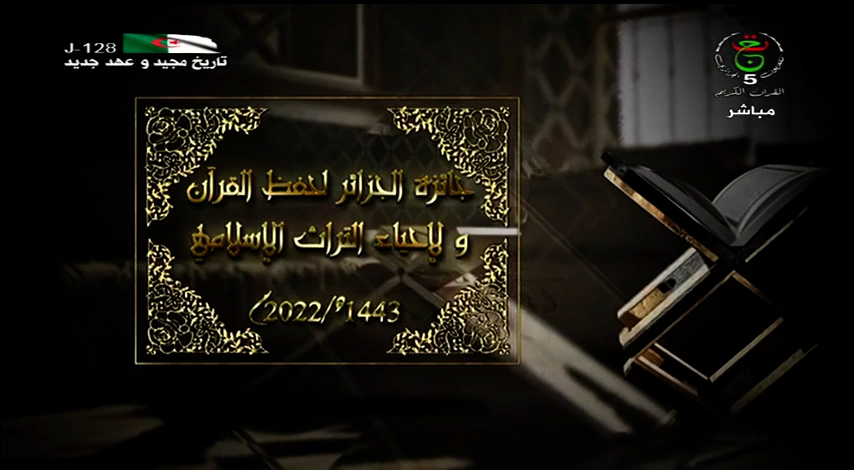 J-128
تاريخ مجيد و عهد جديد
5
القرآن الكريم
مباشر
جائزة الجزائر لحفظ القرآن
و لإحياء التراث الإسلامي
1443هـ/2022م